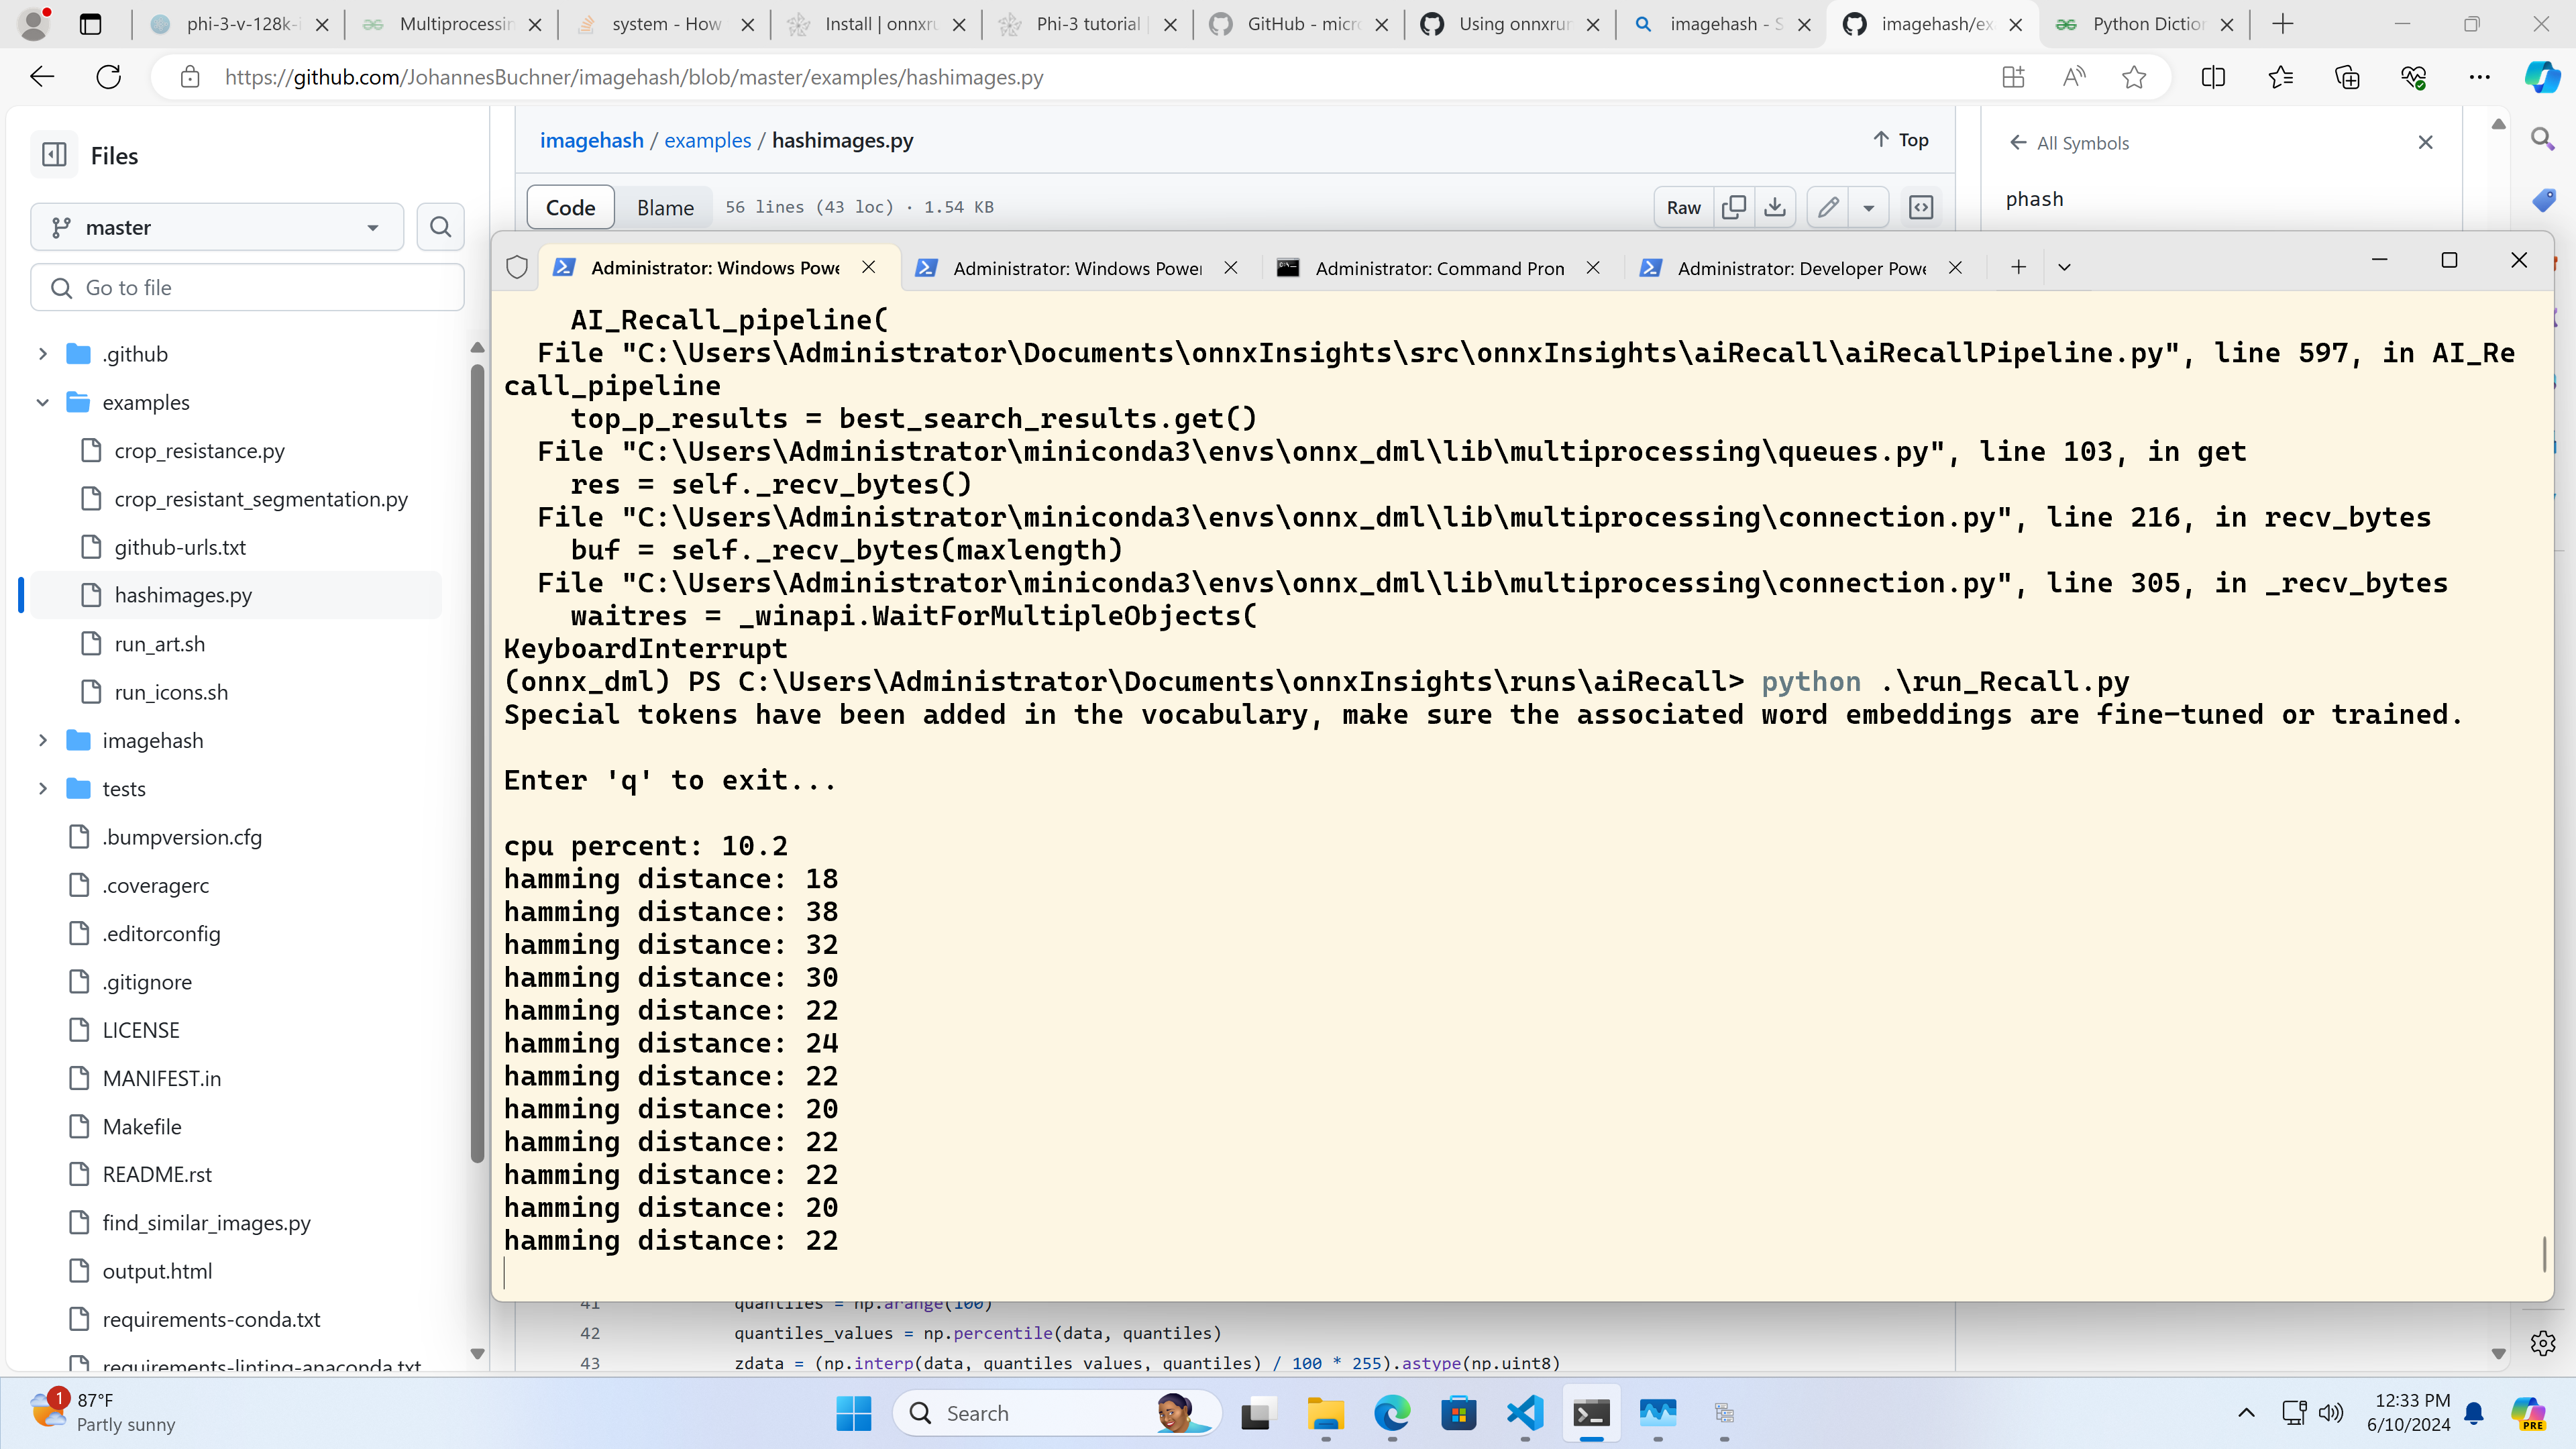 phi-3-v-128k-i
Multiprocessin
system - How
Install | onnxru
Phi-3 tutorial |
GitHub - micro
Using onnxrun
imagehash - S
imagehash/exa
Python Diction
https://github.com/JohannesBuchner/imagehash/blob/master/examples/hashimages.py
Files
imagehash / examples / hashimages.py
Top
All Symbols
master
Code
Blame
56 lines (43 loc) · 1.54 KB
Raw
phash
Go to file
.github
examples
crop_resistance.py
crop_resistant_segmentation.py
github-urls.txt
hashimages.py
run_art.sh
run_icons.sh
imagehash
tests
.bumpversion.cfg
.coveragerc
.editorconfig
.gitignore
LICENSE
MANIFEST.in
Makefile
README.rst
find_similar_images.py
output.html
requirements-conda.txt
requirements-linting-anaconda.txt
Administrator: Windows Powe
Administrator: Windows Power
Administrator: Command Pron
Administrator: Developer Powe
AI_Recall_pipeline(
File "C:\Users\Administrator\Documents\onnxInsights\src\onnxInsights\aiRecall\aiRecallPipeline.py", line 597, in AI_Re
call_pipeline
top_p_results = best_search_results.get()
File "C:\Users\Administrator\miniconda3\envs\onnx_dml\lib\multiprocessing\queues.py", line 103, in get
res = self._recv_bytes()
File "C:\Users\Administrator\miniconda3\envs\onnx_dml\lib\multiprocessing\connection.py", line 216, in recv_bytes
buf = self._recv_bytes(maxlength)
File "C:\Users\Administrator\miniconda3\envs\onnx_dml\lib\multiprocessing\connection.py", line 305, in _recv_bytes
waitres = _winapi.WaitForMultipleObjects(
KeyboardInterrupt
(onnx_dml) PS C:\Users\Administrator\Documents\onnxInsights\runs\aiRecall> python .\run_Recall.py
Special tokens have been added in the vocabulary, make sure the associated word embeddings are fine-tuned or trained.
Enter 'q' to exit...
cpu percent: 10.2
hamming distance: 18
hamming distance: 38
hamming distance: 32
hamming distance: 30
hamming distance: 22
hamming distance: 24
hamming distance: 22
hamming distance: 20
hamming distance: 22
hamming distance: 22
hamming distance: 20
hamming distance: 22
41 quantiles = np.arange(100)
42 quantiles_values = np.percentile(data, quantiles)
43 zdata = (np.interp(data, quantiles_values, quantiles) / 100 * 255).astype(np.uint8)
1
87°F
Partly sunny
Search
12:33 PM
6/10/2024
PRE